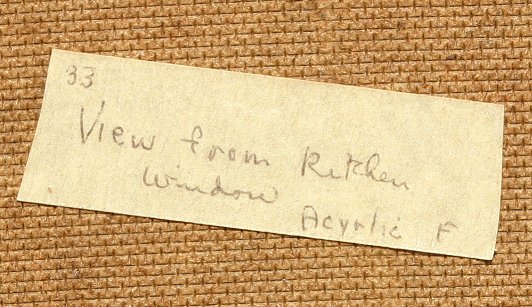 33
View from Kitchen
Window
Acrylic F